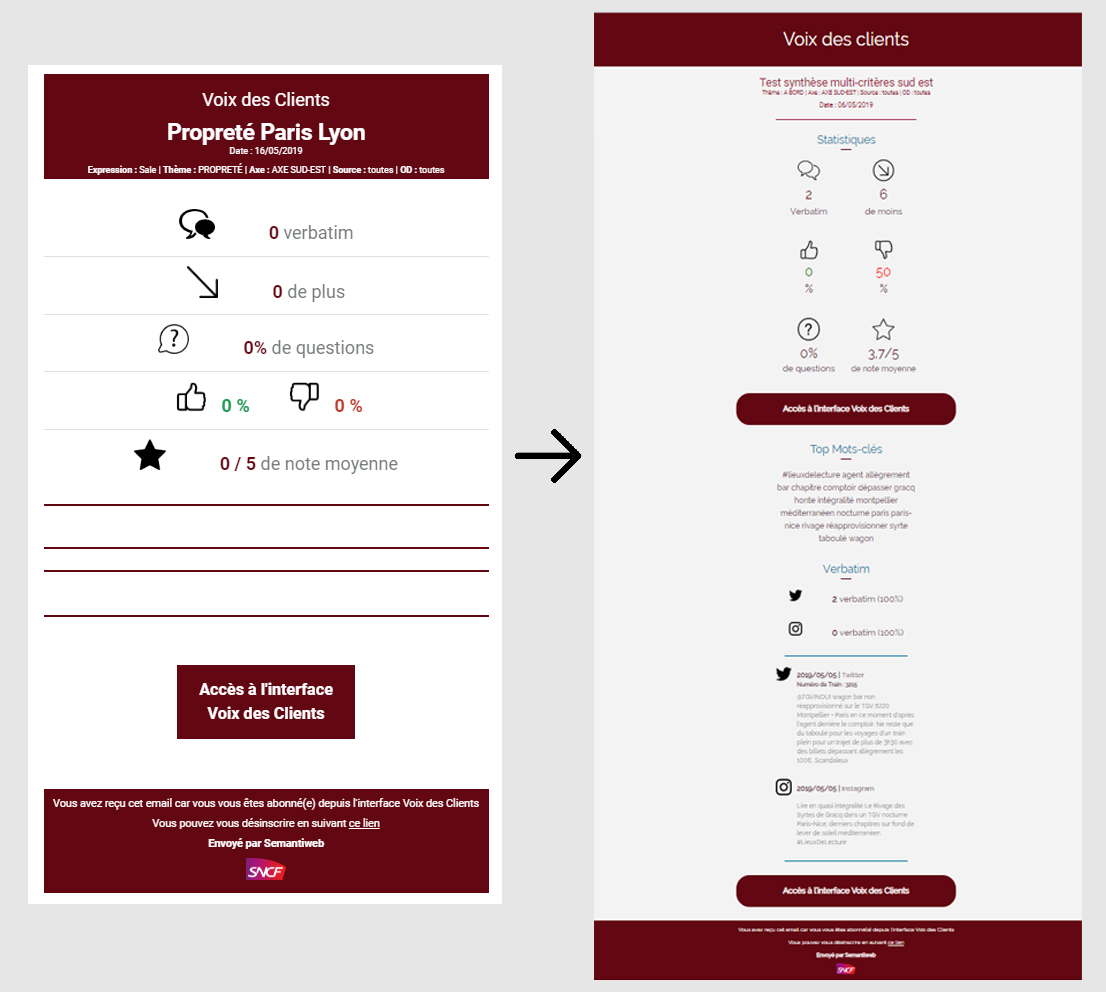 Voix des Clients
Propreté Paris Lyon
Date : 16/05/2019
Expression : Sale | Thème : PROPRETÉ | Axe : AXE SUD-EST | Source : toutes | OD : toutes
0 verbatim
0 de plus
?
0% de questions
0 %
0 %
0 / 5 de note moyenne
Accès à l'interface
Voix des Clients
Vous avez reçu cet email car vous vous êtes abonné(e) depuis l'interface Voix des Clients
Vous pouvez vous désinscrire en suivant ce lien
Envoyé par Semantiweb
SNCF
Voix des clients
Test synthèse multi-critères sud est
Thème : A BORD | Axe : AXE SUD-EST | Source : toutes | OD : toutes
Date : 06/05/2019
Statistiques
2
6
Verbatim
de moins
0
50
%
%
?
0%
3.7/5
de questions
de note moyenne
Accès à l'interface Voix des Clients
Top Mots-clés
#lieuxdelecture agent allègrement
bar chapitre comptoir dépasser gracq
honte intégralité montpellier
méditerranéen nocturne paris paris-
nice rivage réapprovisionner syrte
taboulé wagon
Verbatim
2 verbatim (100%)
0 verbatim (100%)
2019/05/05 | Twitter
Numéro de Train : 3215
@TGVINOUI wagon bar non
réapprovisionné sur le TGV 6220
Montpellier - Paris en ce moment d'après
l'agent derrière le comptoir. Ne reste que
du taboulé pour les voyages d'un train
plein pour un trajet de plus de 3h30 avec
des billets dépassant allègrement les
100€. Scandaleux
2019/05/05 | Instagram
Lire en quasi intégralité Le Rivage des
Syrtes de Gracq dans un TGV nocturne
Paris-Nice, derniers chapitres sur fond de
lever de soleil méditerranéen.
#LieuxDeLecture
Accès à l'interface Voix des Clients
Vous avez reçu cet email car vous vous êtes abonné(e) depuis l'interface Voix des Clients
Vous pouvez vous désinscrire en suivant ce lien
Envoyé par Semantiweb
SNCF